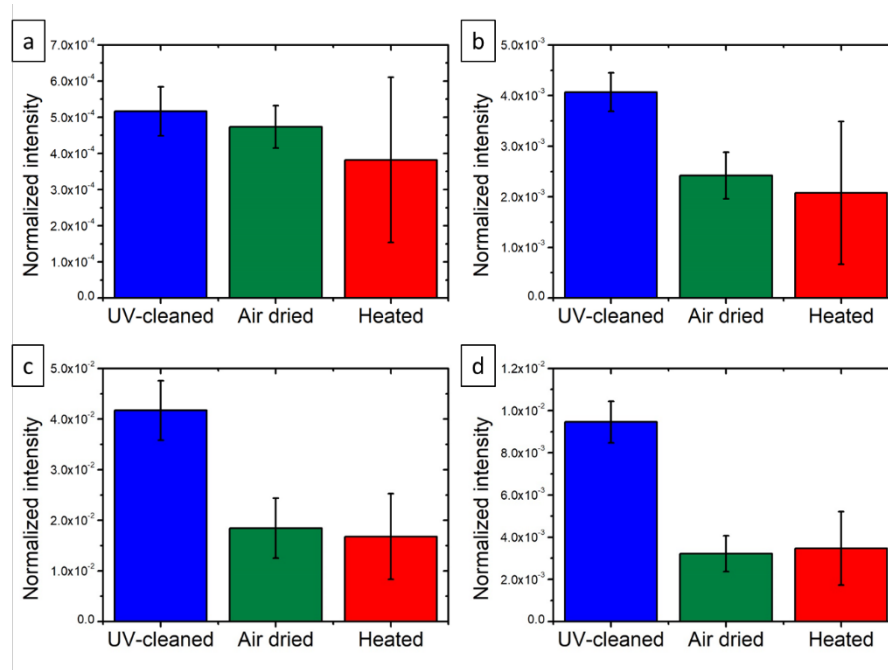 a
Normalized intensity
7.0x10⁻⁴
6.0x10⁻⁴
5.0x10⁻⁴
4.0x10⁻⁴
3.0x10⁻⁴
2.0x10⁻⁴
1.0x10⁻⁴
0.0
UV-cleaned Air dried Heated
b
Normalized intensity
5.0x10⁻³
4.0x10⁻³
3.0x10⁻³
2.0x10⁻³
1.0x10⁻³
0.0
UV-cleaned Air dried Heated
c
Normalized intensity
5.0x10⁻²
4.0x10⁻²
3.0x10⁻²
2.0x10⁻²
1.0x10⁻²
0.0
UV-cleaned Air dried Heated
d
Normalized intensity
1.2x10⁻²
1.0x10⁻²
8.0x10⁻³
6.0x10⁻³
4.0x10⁻³
2.0x10⁻³
0.0
UV-cleaned Air dried Heated